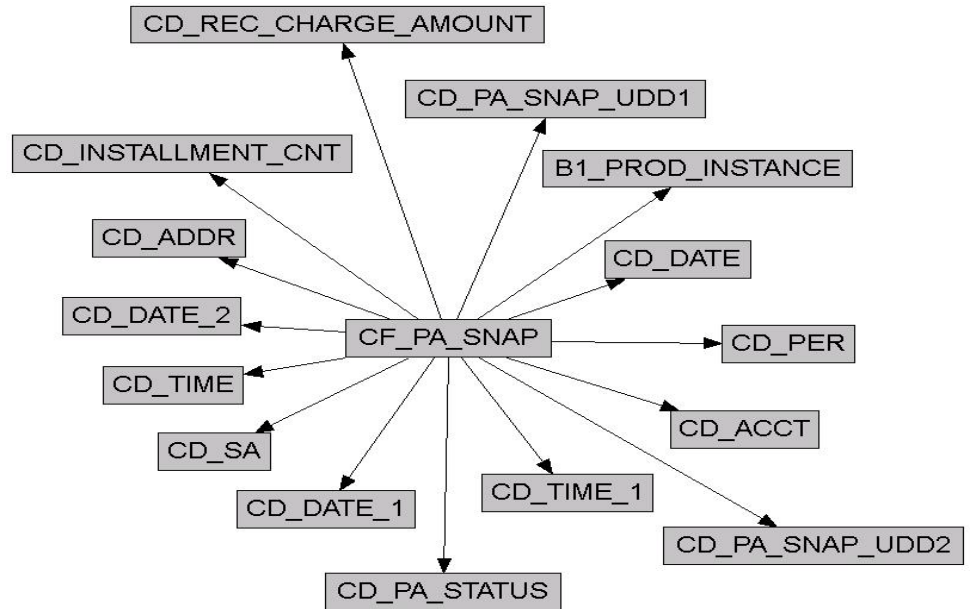 CD_REC_CHARGE_AMOUNT
CD_PA_SNAP_UDD1
CD_INSTALLMENT_CNT
B1_PROD_INSTANCE
CD_ADDR
CD_DATE
CD_DATE_2
CF_PA_SNAP
CD_PER
CD_TIME
CD_ACCT
CD_SA
CD_TIME_1
CD_DATE_1
CD_PA_SNAP_UDD2
CD_PA_STATUS